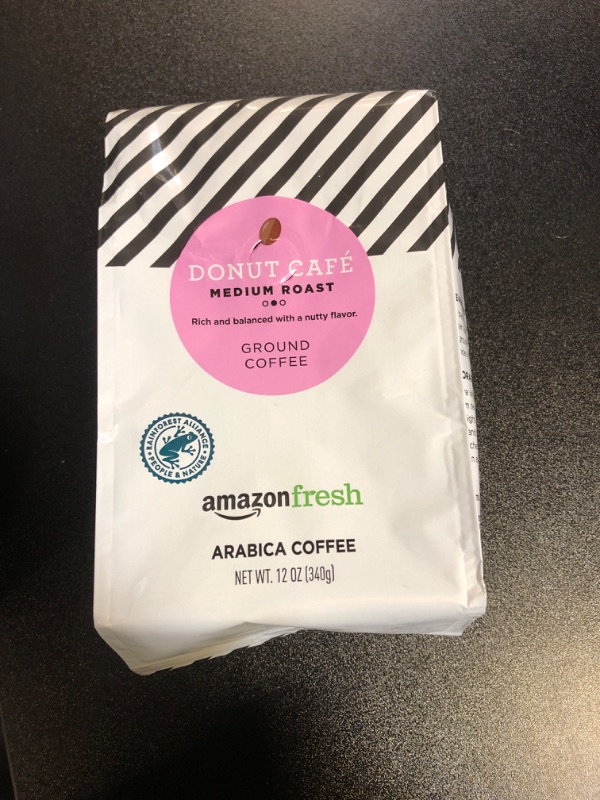 DONUT CAFÉ
MEDIUM ROAST
Rich and balanced with a nutty flavor.
GROUND
COFFEE
RAINFOREST ALLIANCE
PEOPLE & NATURE
amazonfresh
ARABICA COFFEE
NET WT. 12 OZ (340g)